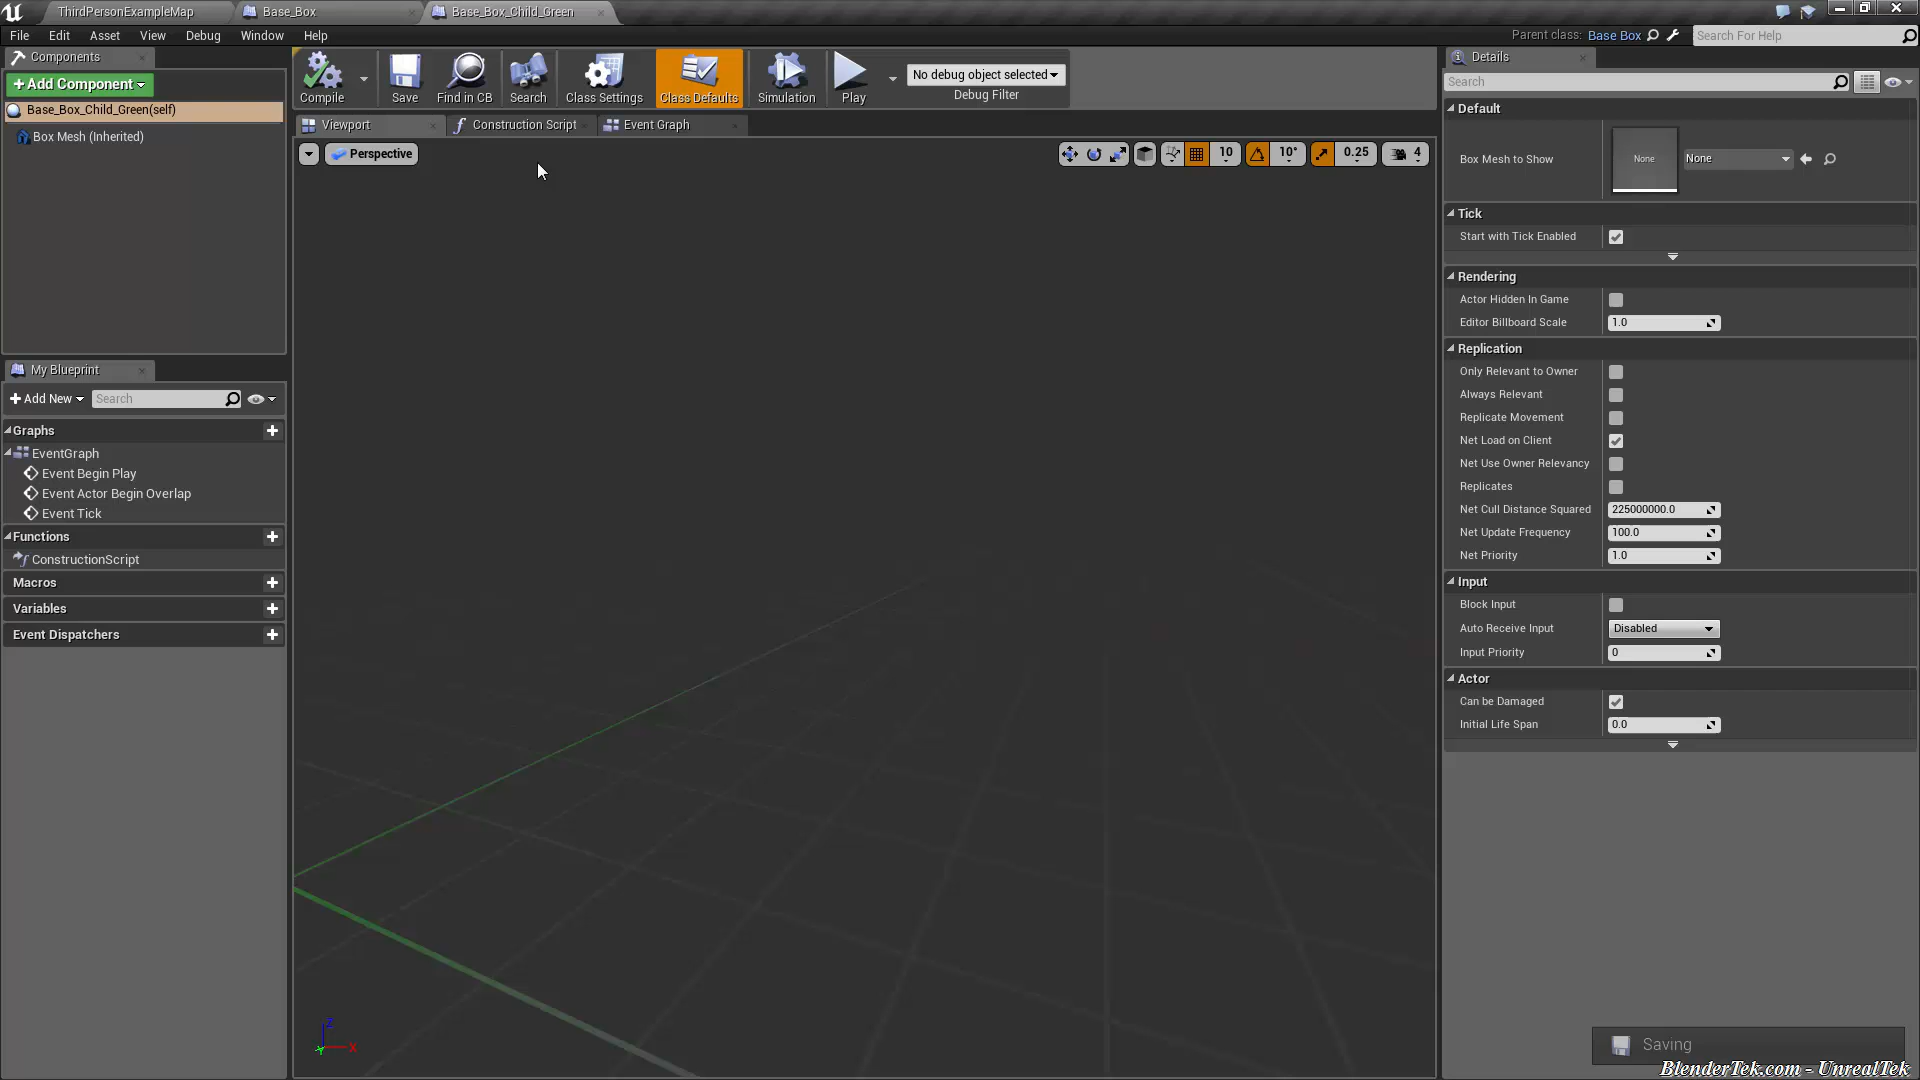 ThirdPersonExampleMap
Base_Box
Base_Box_Child_Green
File Edit Asset View Debug Window Help
Parent class: Base Box
Search For Help
Components
Add Component
Base_Box_Child_Green(self)
Box Mesh (Inherited)
Compile
Save
Find in CB
Search
Class Settings
Class Defaults
Simulation
Play
No debug object selected
Debug Filter
Viewport
Construction Script
Event Graph
Perspective
10
10°
0.25
4
My Blueprint
Add New
Search
Graphs
EventGraph
Event Begin Play
Event Actor Begin Overlap
Event Tick
Functions
ConstructionScript
Macros
Variables
Event Dispatchers
Z
X
Y
Details
Search
Default
Box Mesh to Show
None
None
Tick
Start with Tick Enabled
Rendering
Actor Hidden In Game
Editor Billboard Scale 1.0
Replication
Only Relevant to Owner
Always Relevant
Replicate Movement
Net Load on Client
Net Use Owner Relevancy
Replicates
Net Cull Distance Squared 225000000.0
Net Update Frequency 100.0
Net Priority 1.0
Input
Block Input
Auto Receive Input Disabled
Input Priority 0
Actor
Can be Damaged
Initial Life Span 0.0
Saving
BlenderTek.com - UnrealTek